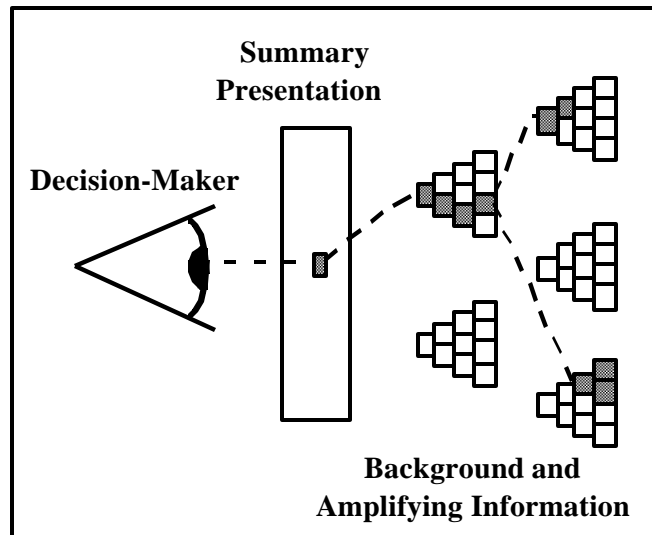 Summary
Presentation
Decision-Maker
Background and
Amplifying Information